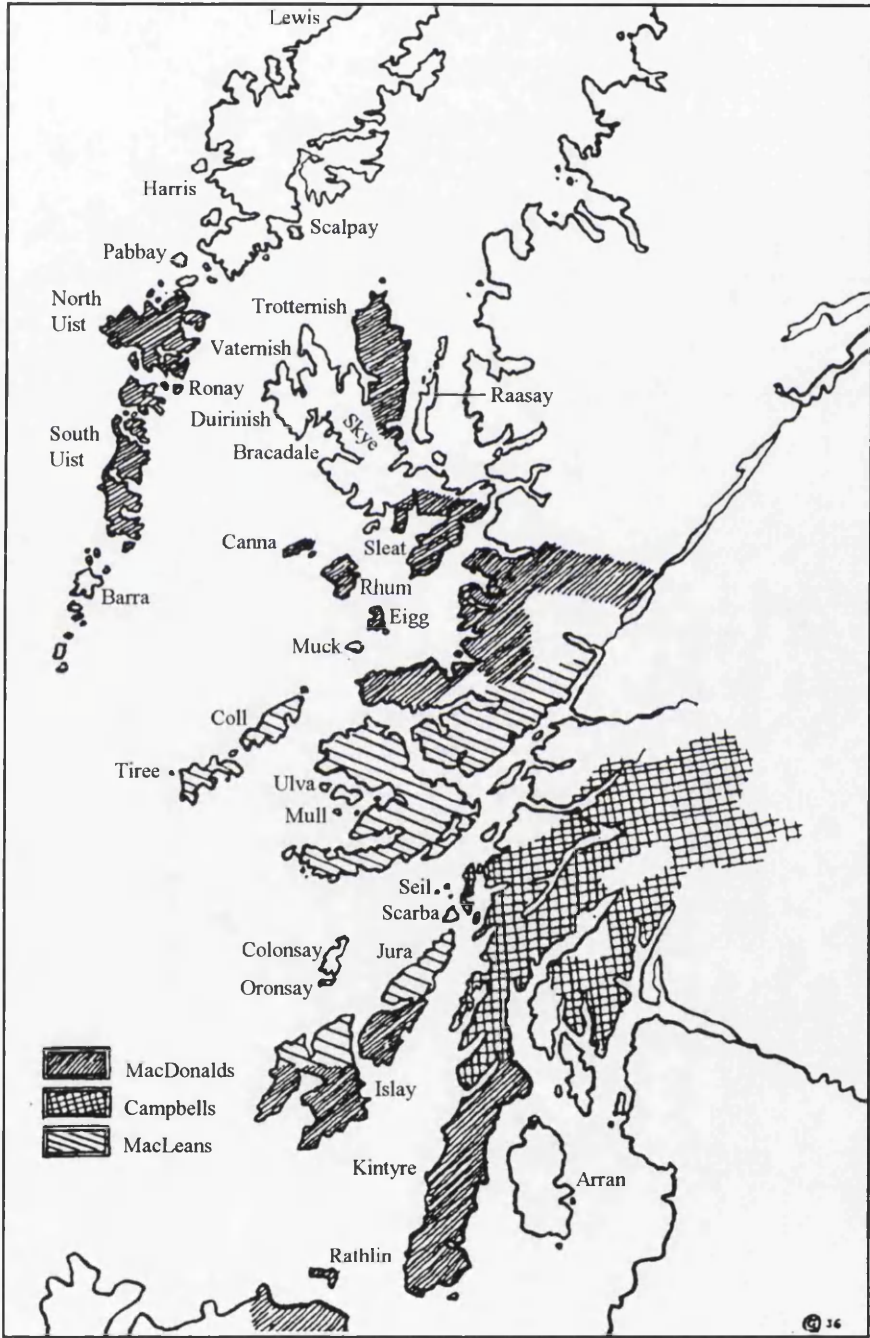 Lewis
Harris
Scalpay
Pabbay
North
Uist
Trotternish
Vaternish
Ronay
Raasay
Duirinish
Skye
South
Uist
Bracadale
Canna
Sleat
Rhum
Barra
Eigg
Muck
Coll
Tiree
Ulva
Mull
Seil
Scarba
Colonsay
Jura
Oronsay
MacDonalds
Campbells
MacLeans
Islay
Kintyre
Arran
Rathlin
36